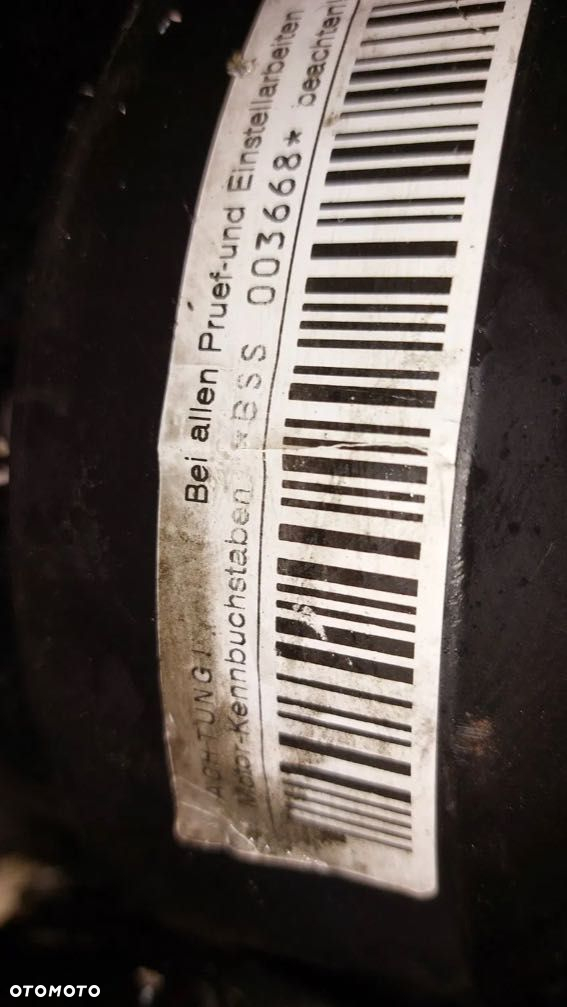 ACHTUNG! Bei allen Pruef-und Einstellarbeiten
Motor-Kennbuchstaben *BSS 003668* beachten!
OTOMOTO